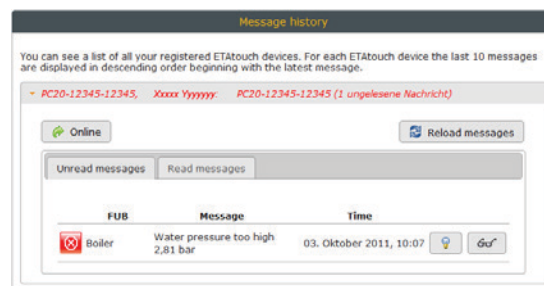 Message history
You can see a list of all your registered ETAtouch devices. For each ETAtouch device the last 10 messages
are displayed in descending order beginning with the latest message.
PC20-12345-12345, Xxxxx Yyyyyy: PC20-12345-12345 (1 ungelesene Nachricht)
Online Reload messages
Unread messages Read messages
FUB Message Time
Boiler Water pressure too high 03. Oktober 2011, 10:07
2,81 bar